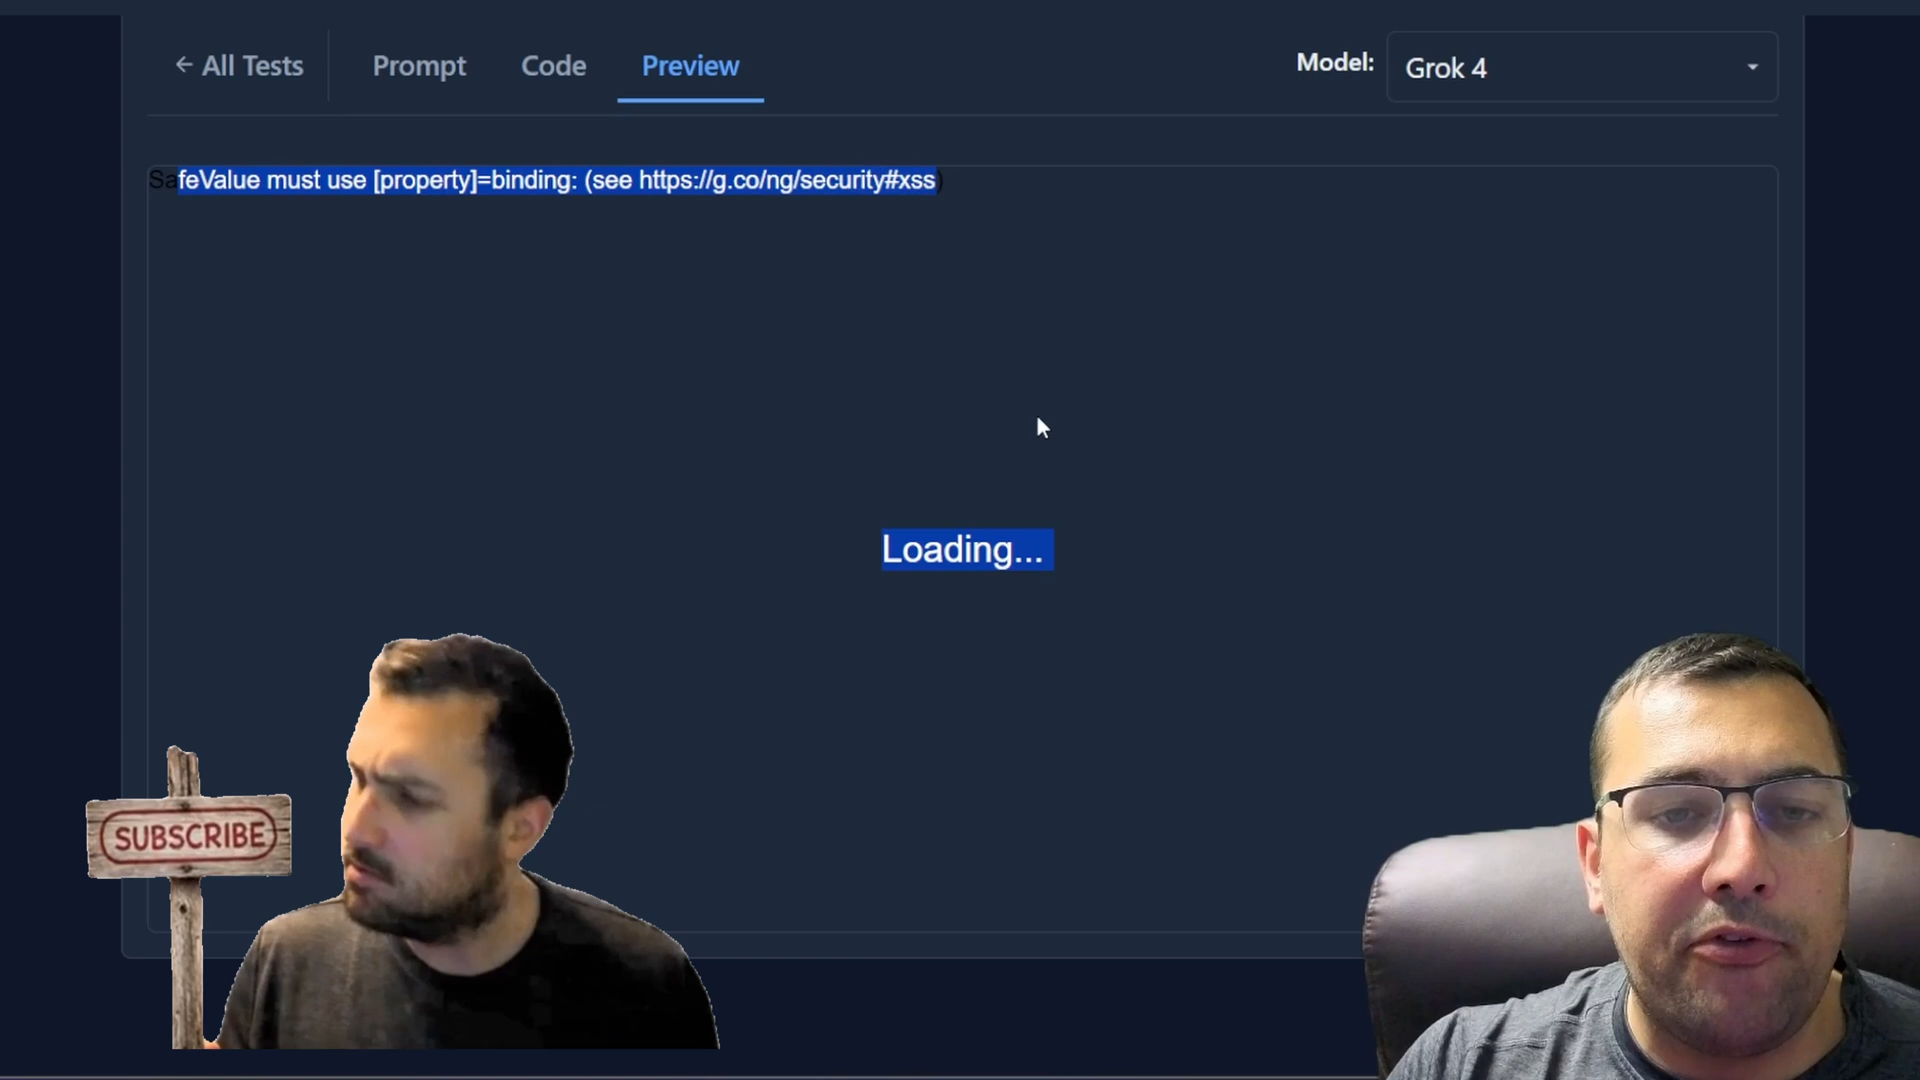 ← All Tests
Prompt
Code
Preview
Model:
Grok 4
SafeValue must use [property]=binding: (see https://g.co/ng/security#xss)
Loading...
SUBSCRIBE